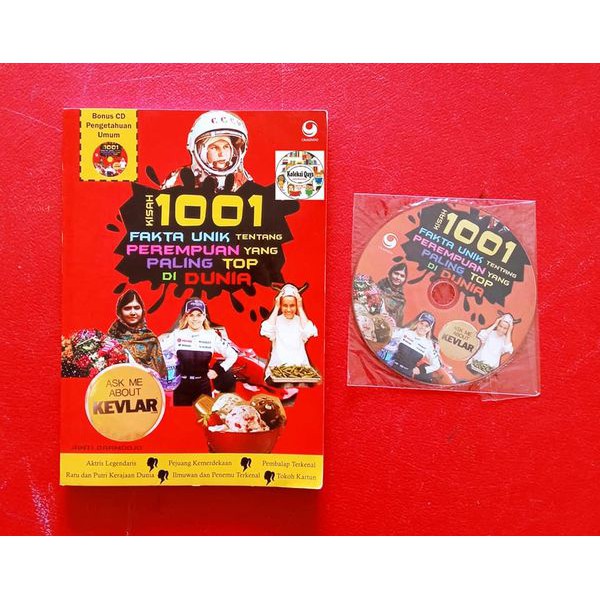 Bonus CD
Pengetahuan
Umum
C.C.C.P
Koleksi Qays
KISAH 1001
FAKTA UNIK TENTANG
PEREMPUAN YANG
PALING TOP
DI DUNIA
ASK ME
ABOUT
KEVLAR
Aktris Legendaris
Pejuang Kemerdekaan
Pembalap Terkenal
Ratu dan Putri Kerajaan Dunia
Ilmuwan dan Penemu Terkenal
Tokoh Kartun
KISAH 1001
FAKTA UNIK TENTANG
PEREMPUAN YANG
PALING TOP
DI DUNIA
ASK ME
ABOUT
KEVLAR